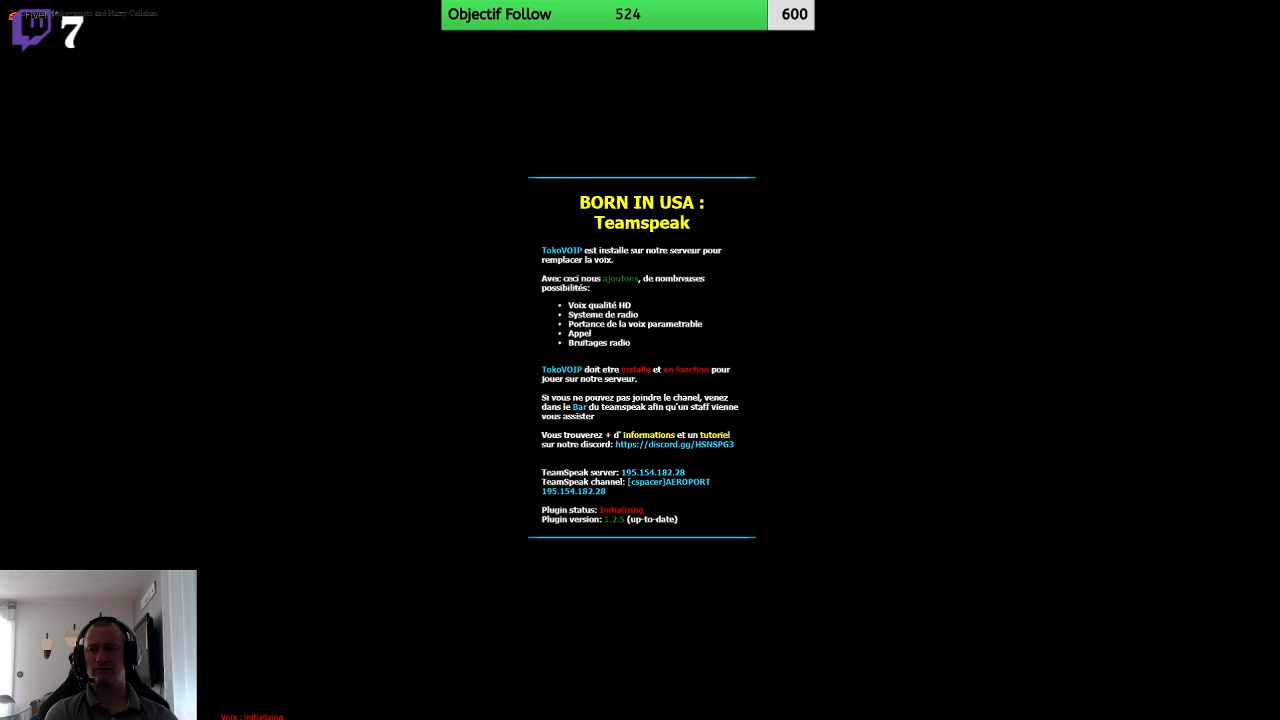 Objectif Follow 524 600
and Harry Callahan
7
BORN IN USA :
Teamspeak
TokoVOIP est installe sur notre serveur pour
remplacer la voix.
Avec ceci nous ajoutons, de nombreuses
possibilités:
• Voix qualité HD
• Systeme de radio
• Portance de la voix parametrable
• Appel
• Bruitages radio
TokoVOIP doit etre installe et en fonction pour
jouer sur notre serveur.
Si vous ne pouvez pas joindre le chanel, venez
dans le Bar du teamspeak afin qu'un staff vienne
vous assister
Vous trouverez + d' informations et un tutoriel
sur notre discord: https://discord.gg/HSNSPG3
TeamSpeak server: 195.154.182.28
TeamSpeak channel: [cspacer]AEROPORT
195.154.182.28
Plugin status: Initializing
Plugin version: 1.2.5 (up-to-date)
Voix : Initializing